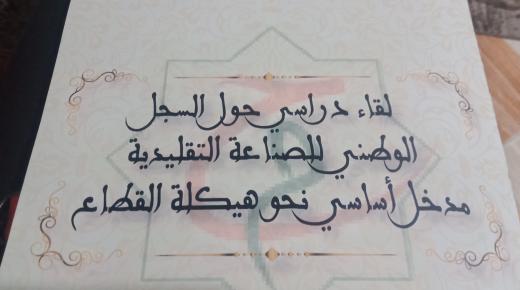 لقاء دراسي حول السجل
الوطني للصناعة التقليدية
مدخل أساسي نحو هيكلة القطاع